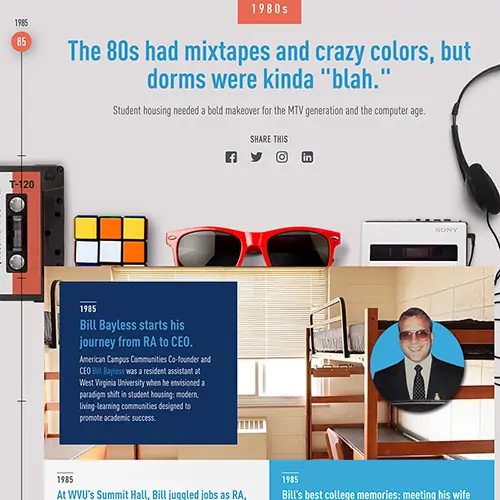 1980s
1985
85
The 80s had mixtapes and crazy colors, but
dorms were kinda "blah."
Student housing needed a bold makeover for the MTV generation and the computer age.
SHARE THIS
T-120
SONY
1985
Bill Bayless starts his
journey from RA to CEO.
American Campus Communities Co-founder and
CEO Bill Bayless was a resident assistant at
West Virginia University when he envisioned a
paradigm shift in student housing: modern,
living-learning communities designed to
promote academic success.
1985
At WVU's Summit Hall, Bill juggled jobs as RA,
1985
Bill's best college memories: meeting his wife